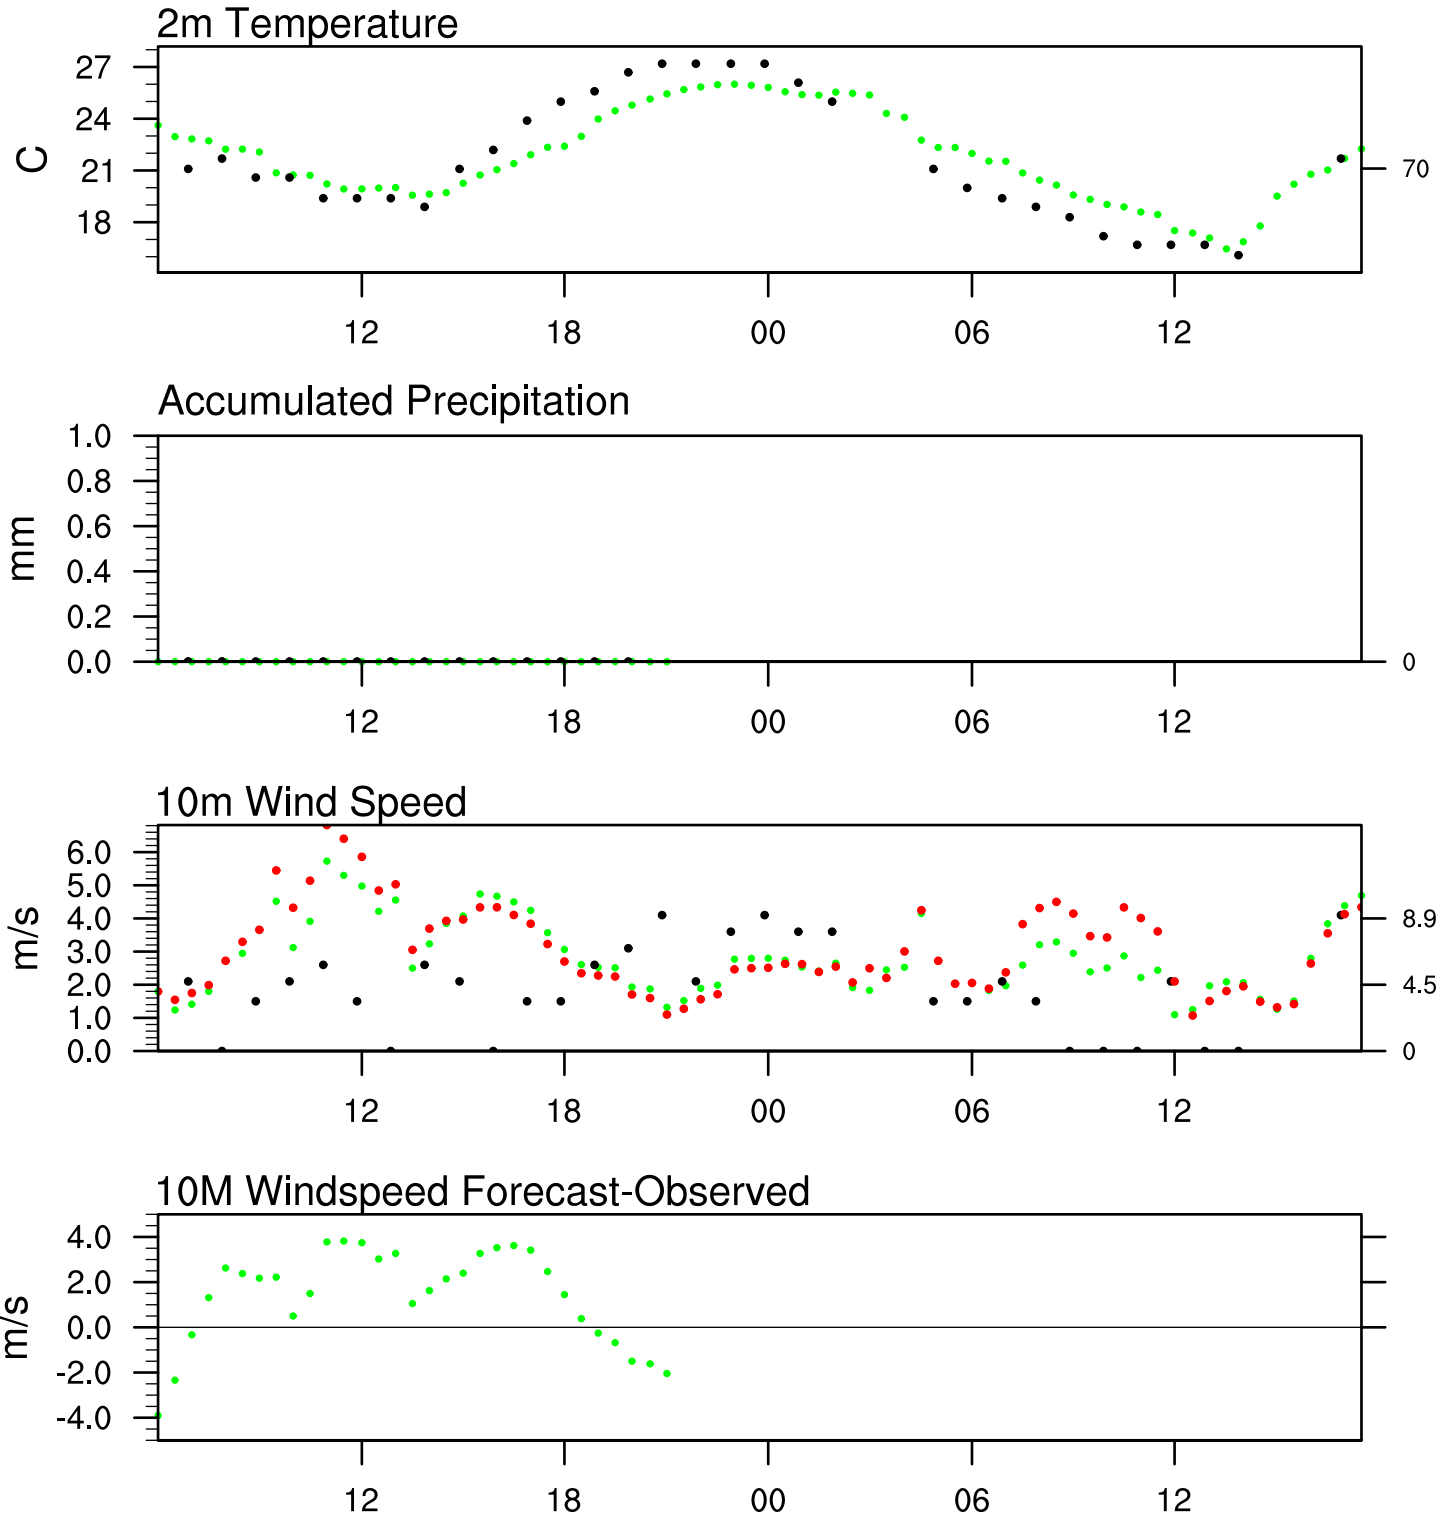 2m Temperature
27
24
21
18
C
70
12 18 00 06 12
Accumulated Precipitation
1.0
0.8
0.6
0.4
0.2
0.0
mm
0
12 18 00 06 12
10m Wind Speed
6.0
5.0
4.0
3.0
2.0
1.0
0.0
m/s
8.9
4.5
0
12 18 00 06 12
10M Windspeed Forecast-Observed
4.0
2.0
0.0
-2.0
-4.0
m/s
12 18 00 06 12